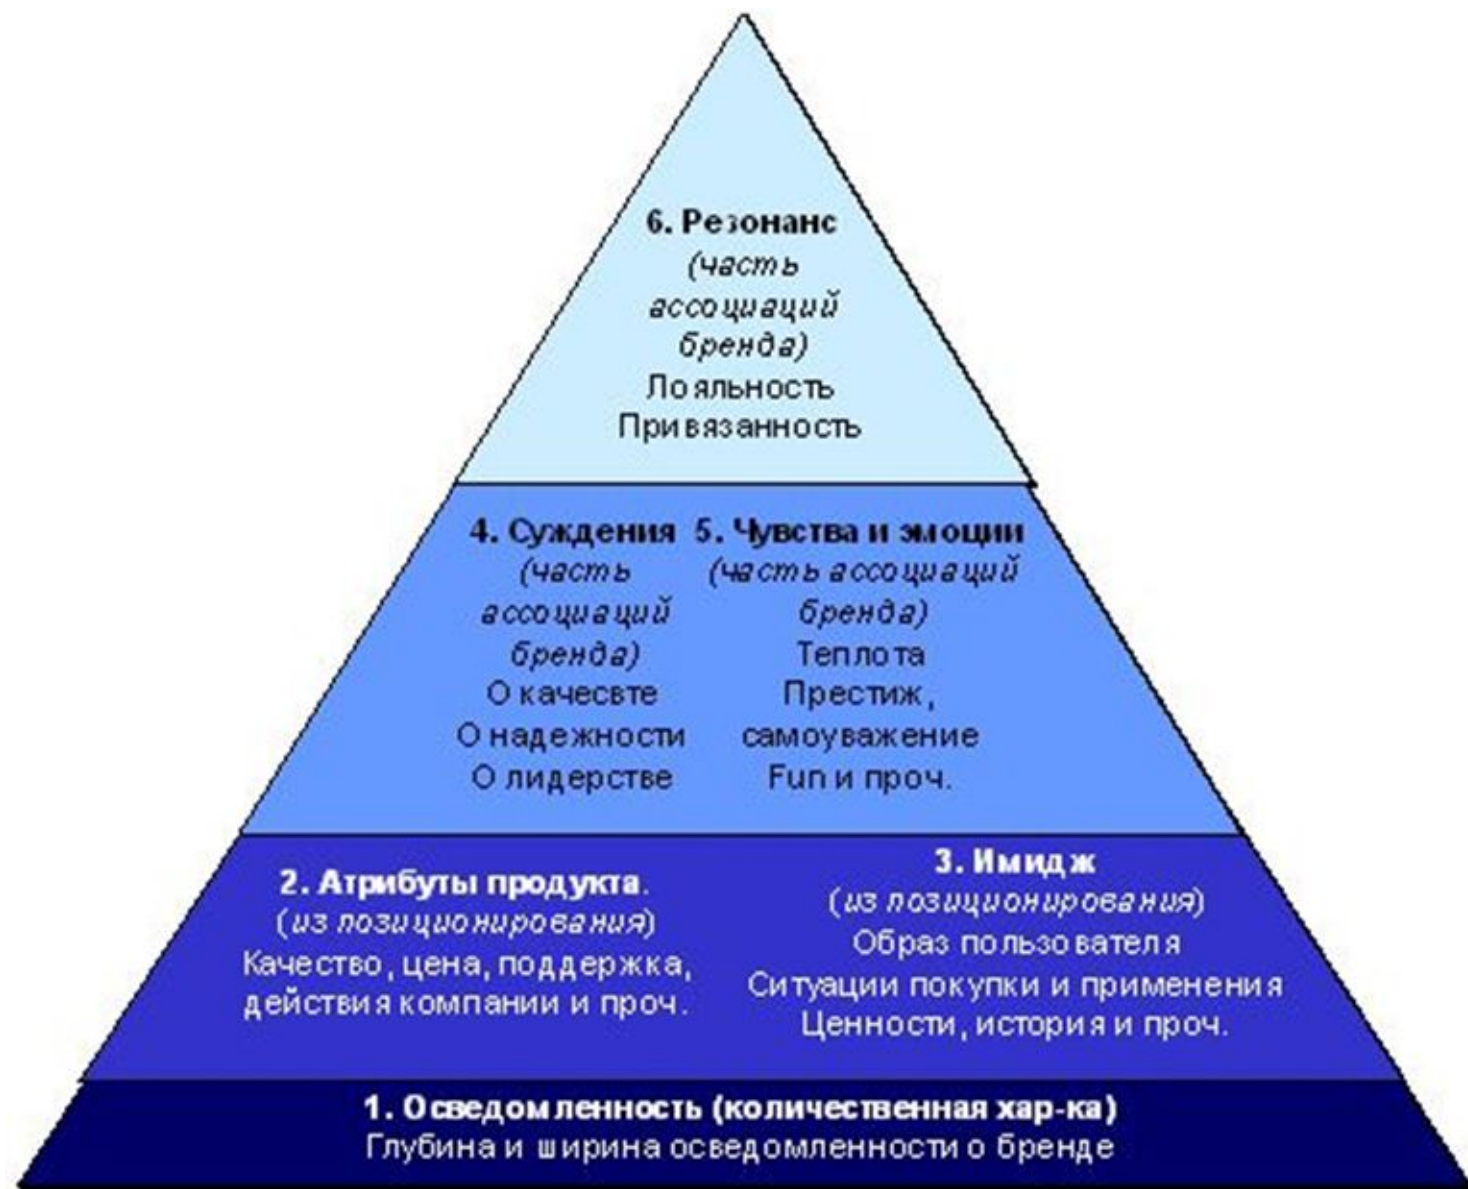 6. Резонанс
(часть
ассоциаций
бренда)
Лояльность
Привязанность
4. Суждения
(часть
ассоциаций
бренда)
О качесвте
О надежности
О лидерстве
5. Чувства и эмоции
(часть ассоциаций
бренда)
Теплота
Престиж,
самоуважение
Fun и проч.
2. Атрибуты продукта.
(из позиционирования)
Качество, цена, поддержка,
действия компании и проч.
3. Имидж
(из позиционирования)
Образ пользователя
Ситуации покупки и применения
Ценности, история и проч.
1. Осведомленность (количественная хар-ка)
Глубина и ширина осведомленности о бренде